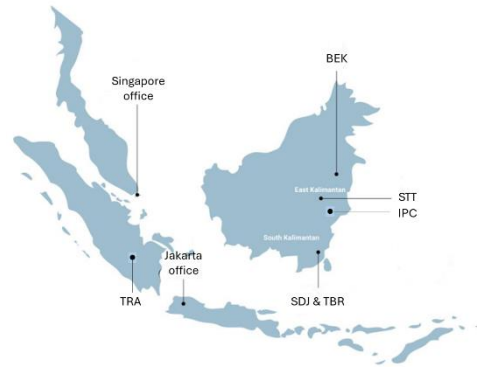 BEK
Singapore
office
East Kalimantan
STT
IPC
South Kalimantan
Jakarta
office
TRA
SDJ & TBR